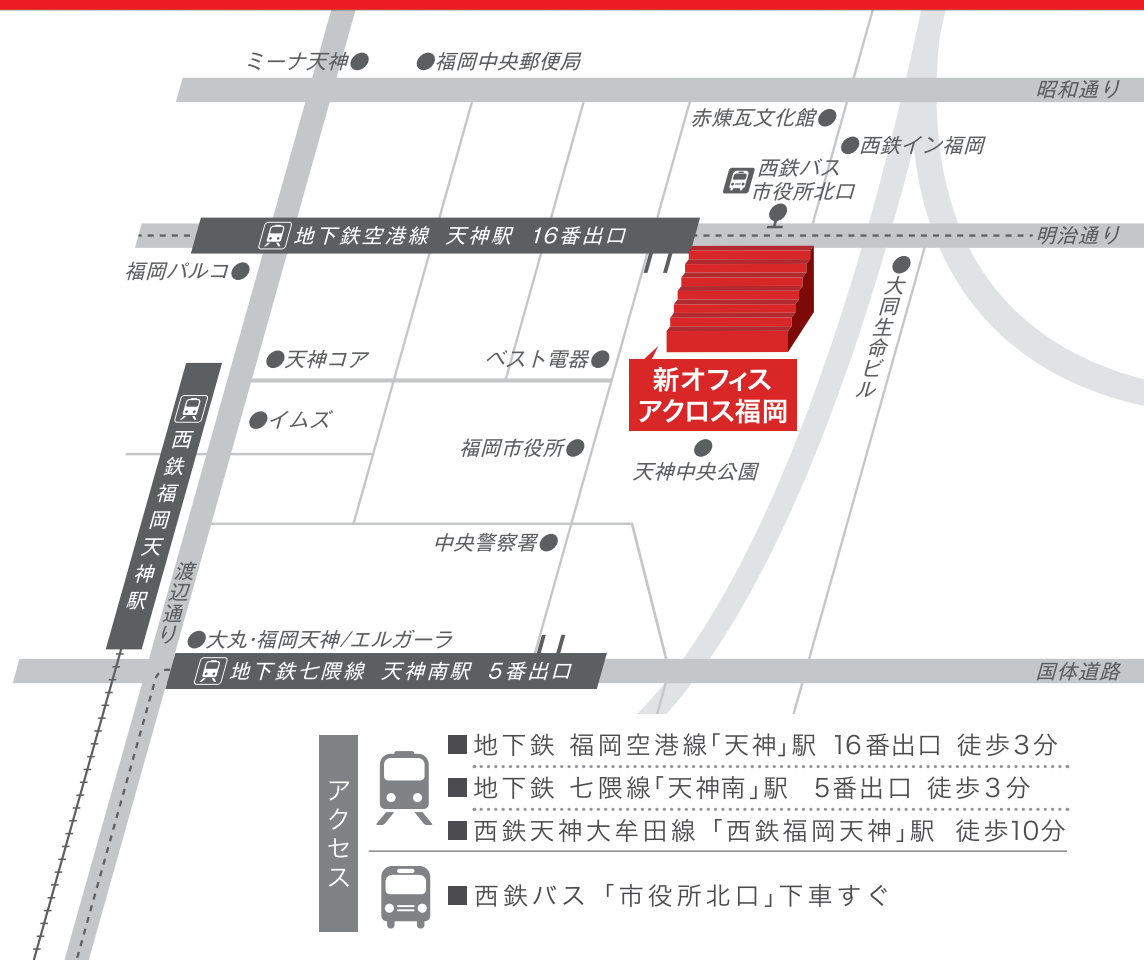 ミーナ天神
福岡中央郵便局
昭和通り
赤煉瓦文化館
西鉄イン福岡
西鉄バス
市役所北口
地下鉄空港線 天神駅 16番出口
明治通り
福岡パルコ
大同生命ビル
天神コア
ベスト電器
新オフィス
アクロス福岡
イムズ
福岡市役所
天神中央公園
西鉄福岡天神駅
中央警察署
渡辺通り
大丸・福岡天神/エルガーラ
地下鉄七隈線 天神南駅 5番出口
国体道路
アクセス
■地下鉄 福岡空港線「天神」駅 16番出口 徒歩3分
■地下鉄 七隈線「天神南」駅 5番出口 徒歩3分
■西鉄天神大牟田線「西鉄福岡天神」駅 徒歩10分
■西鉄バス「市役所北口」下車すぐ